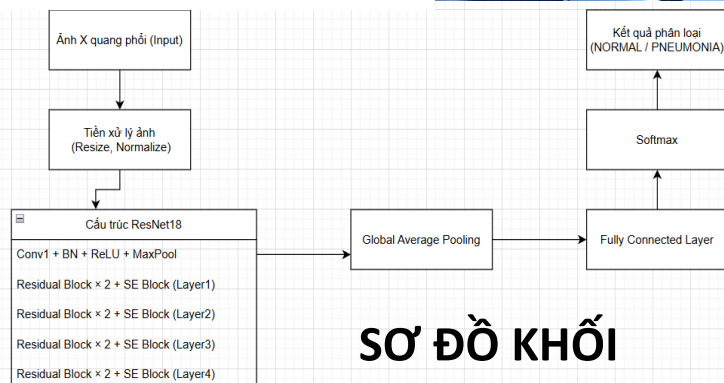 Ảnh X quang phổi (Input)
Tiền xử lý ảnh
(Resize, Normalize)
Cấu trúc ResNet18
Conv1 + BN + ReLU + MaxPool
Residual Block × 2 + SE Block (Layer1)
Residual Block × 2 + SE Block (Layer2)
Residual Block × 2 + SE Block (Layer3)
Residual Block × 2 + SE Block (Layer4)
Global Average Pooling
Fully Connected Layer
Softmax
Kết quả phân loại
(NORMAL / PNEUMONIA)
SƠ ĐỒ KHỐI